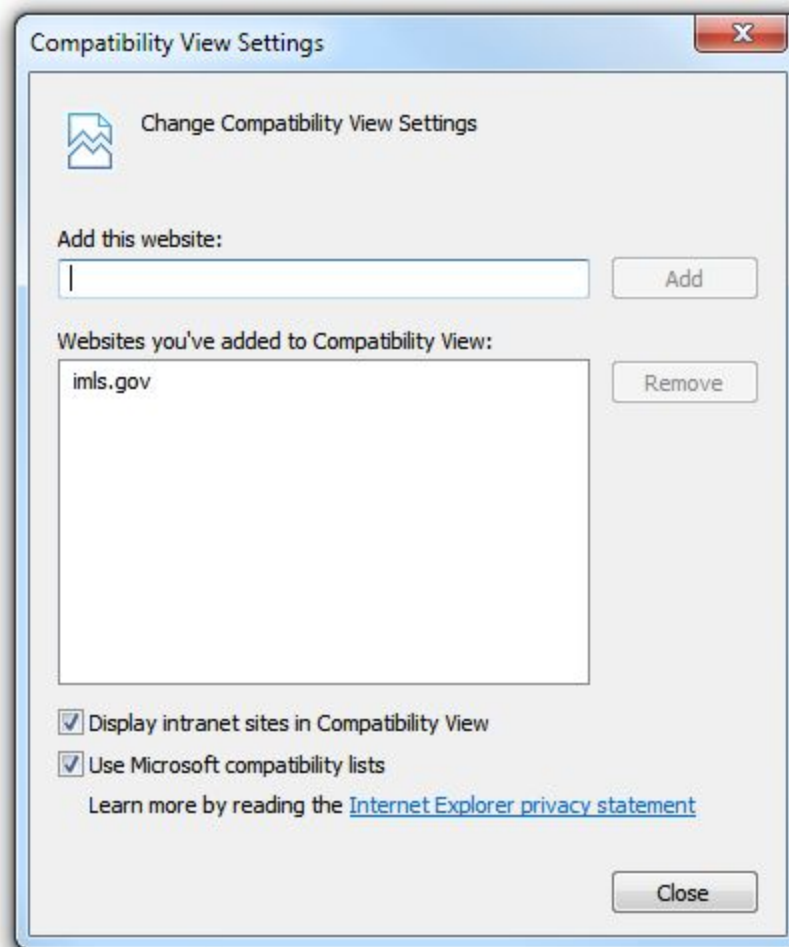 Compatibility View Settings
Change Compatibility View Settings
Add this website:
Add
Websites you've added to Compatibility View:
imls.gov
Remove
Display intranet sites in Compatibility View
Use Microsoft compatibility lists
Learn more by reading the Internet Explorer privacy statement
Close